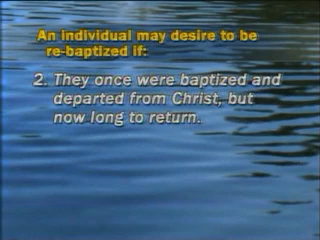 An individual may desire to be
re-baptized if:
2. They once were baptized and
departed from Christ, but
now long to return.